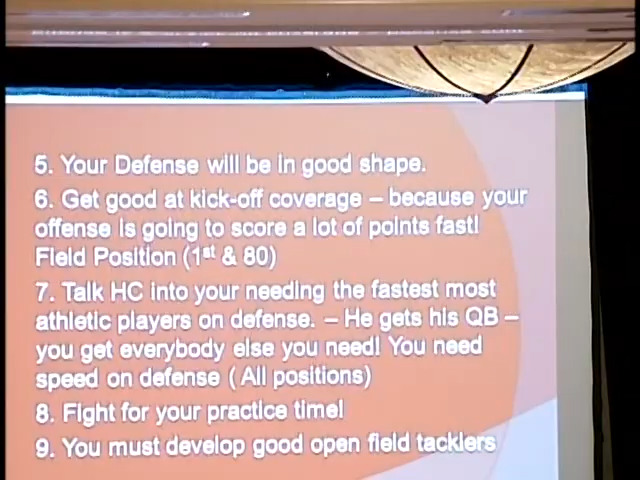 5. Your Defense will be in good shape.
6. Get good at kick-off coverage – because your
offense is going to score a lot of points fast!
Field Position (1st & 80)
7. Talk HC into your needing the fastest most
athletic players on defense. – He gets his QB –
you get everybody else you need! You need
speed on defense ( All positions)
8. Fight for your practice time!
9. You must develop good open field tacklers